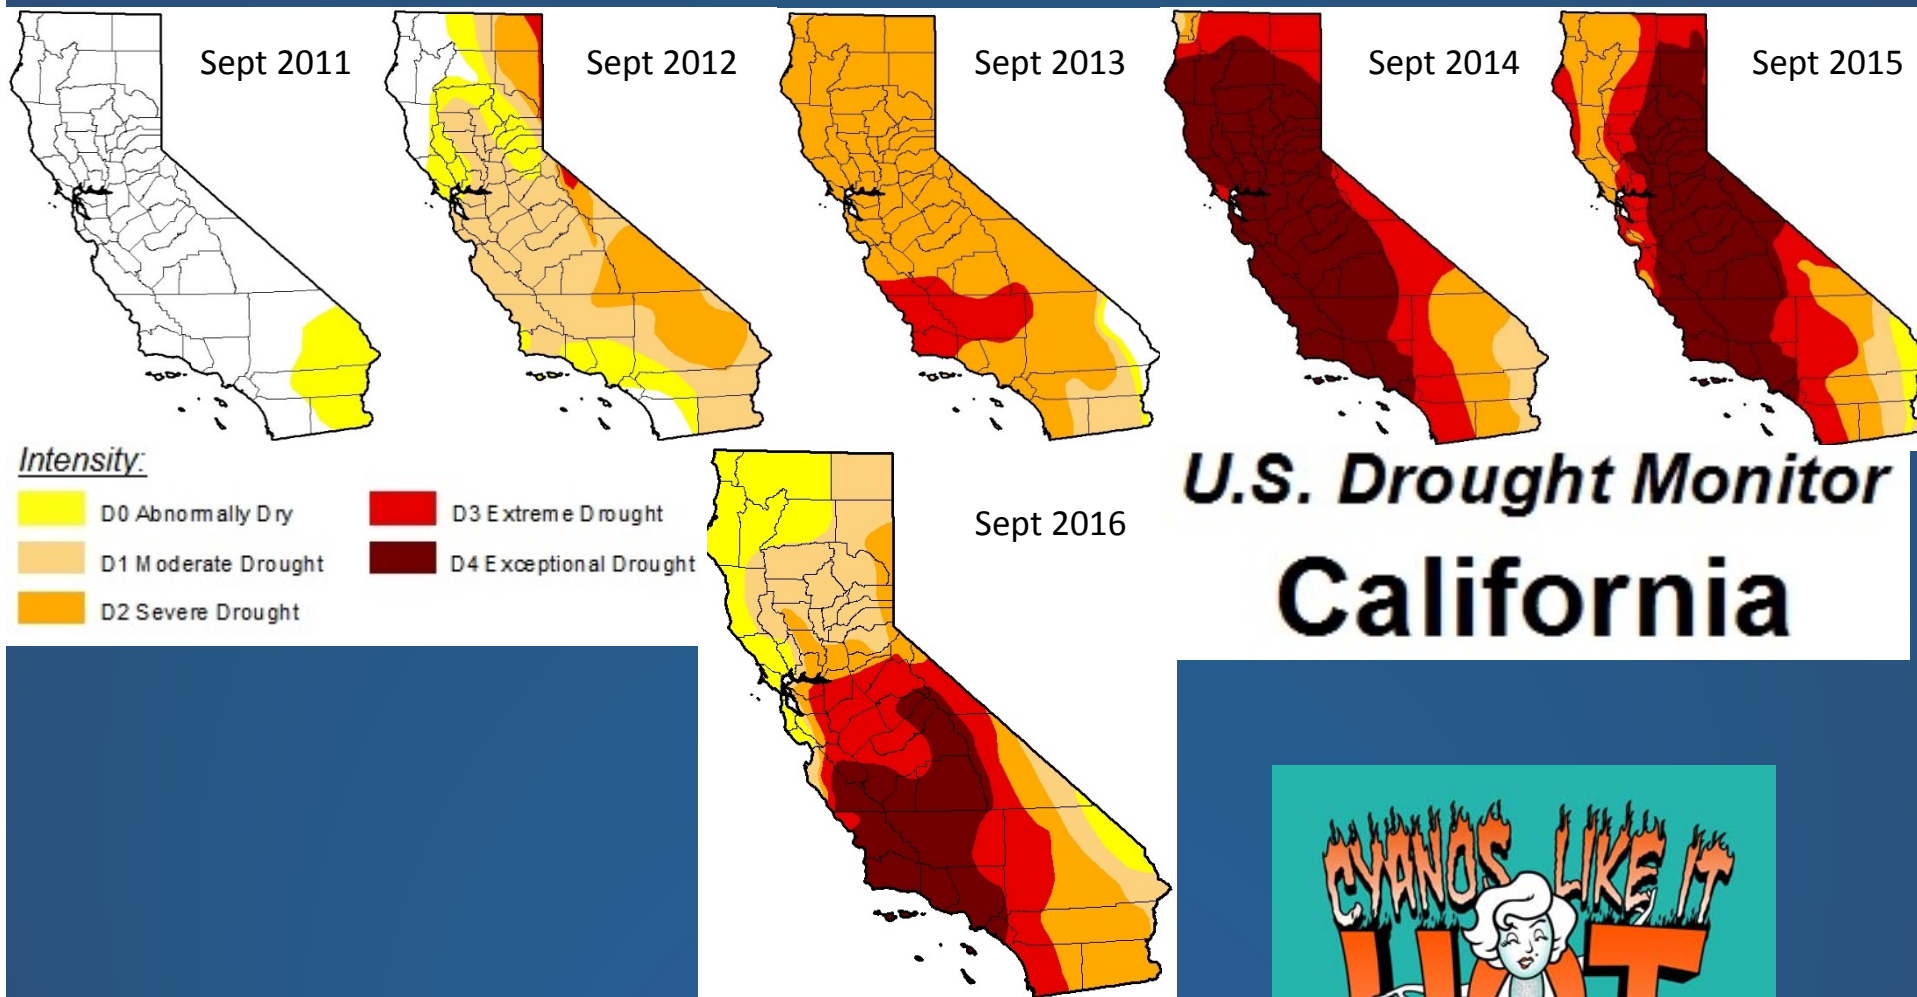 Sept 2011
Sept 2012
Sept 2013
Sept 2014
Sept 2015
Intensity:
D0 Abnormally Dry
D1 Moderate Drought
D2 Severe Drought
D3 Extreme Drought
D4 Exceptional Drought
Sept 2016
U.S. Drought Monitor
California
CYANOS LIKE IT
HOT